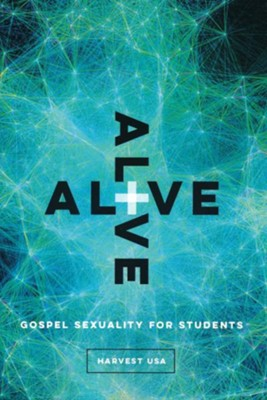 ALIVE
ALIVE
GOSPEL SEXUALITY FOR STUDENTS
HARVEST USA